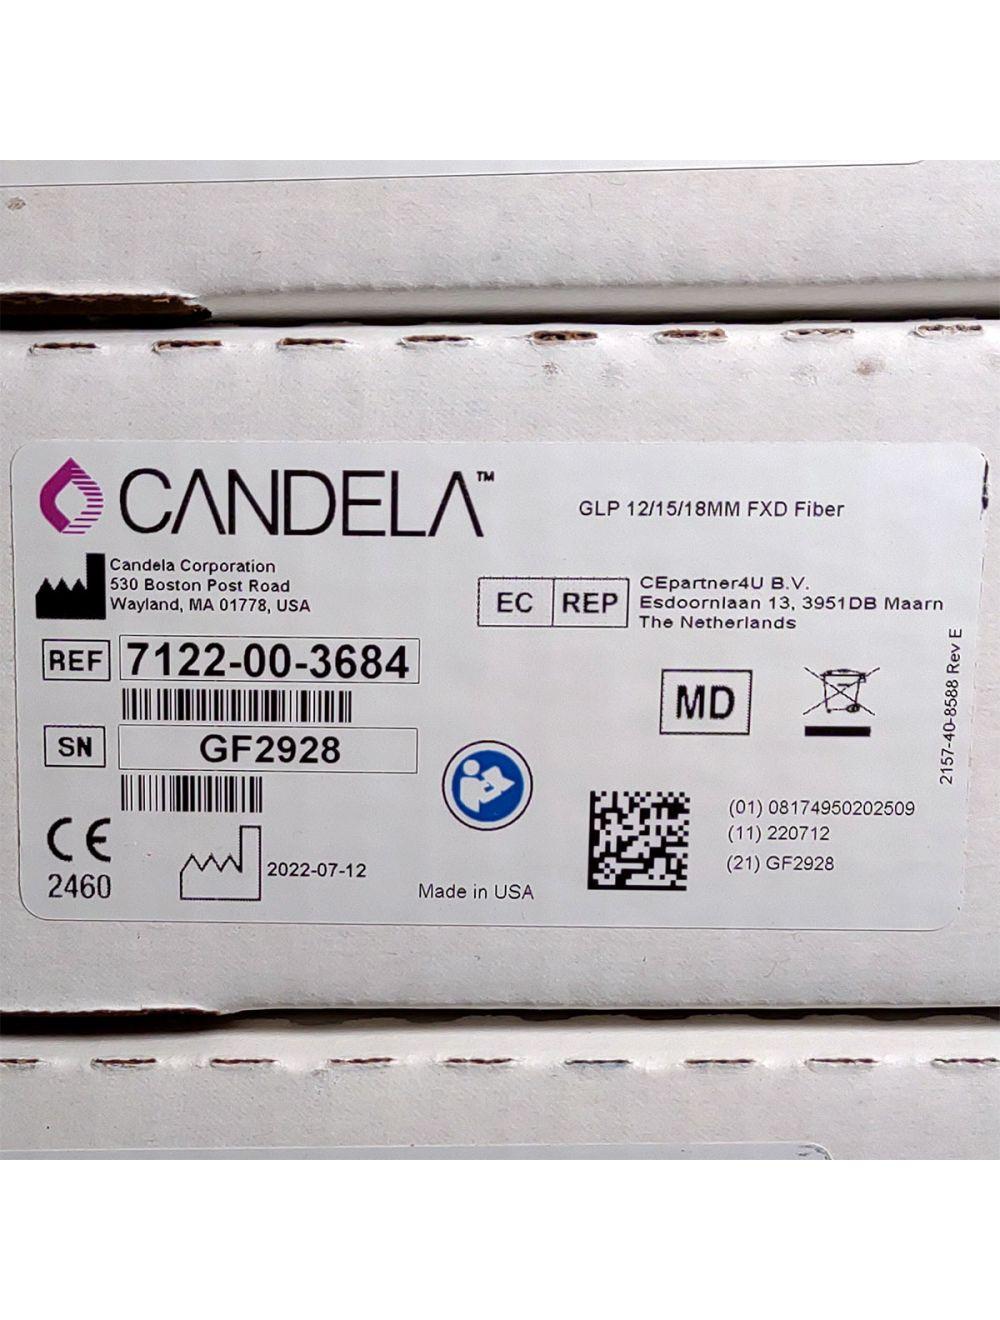 CANDELA™
GLP 12/15/18MM FXD Fiber
Candela Corporation
530 Boston Post Road
Wayland, MA 01778, USA
EC REP
CEpartner4U B.V.
Esdoornlaan 13, 3951DB Maarn
The Netherlands
REF 7122-00-3684
MD
SN GF2928
2157-40-8588 Rev E
CE
2460
2022-07-12
Made in USA
(01) 08174950202509
(11) 220712
(21) GF2928